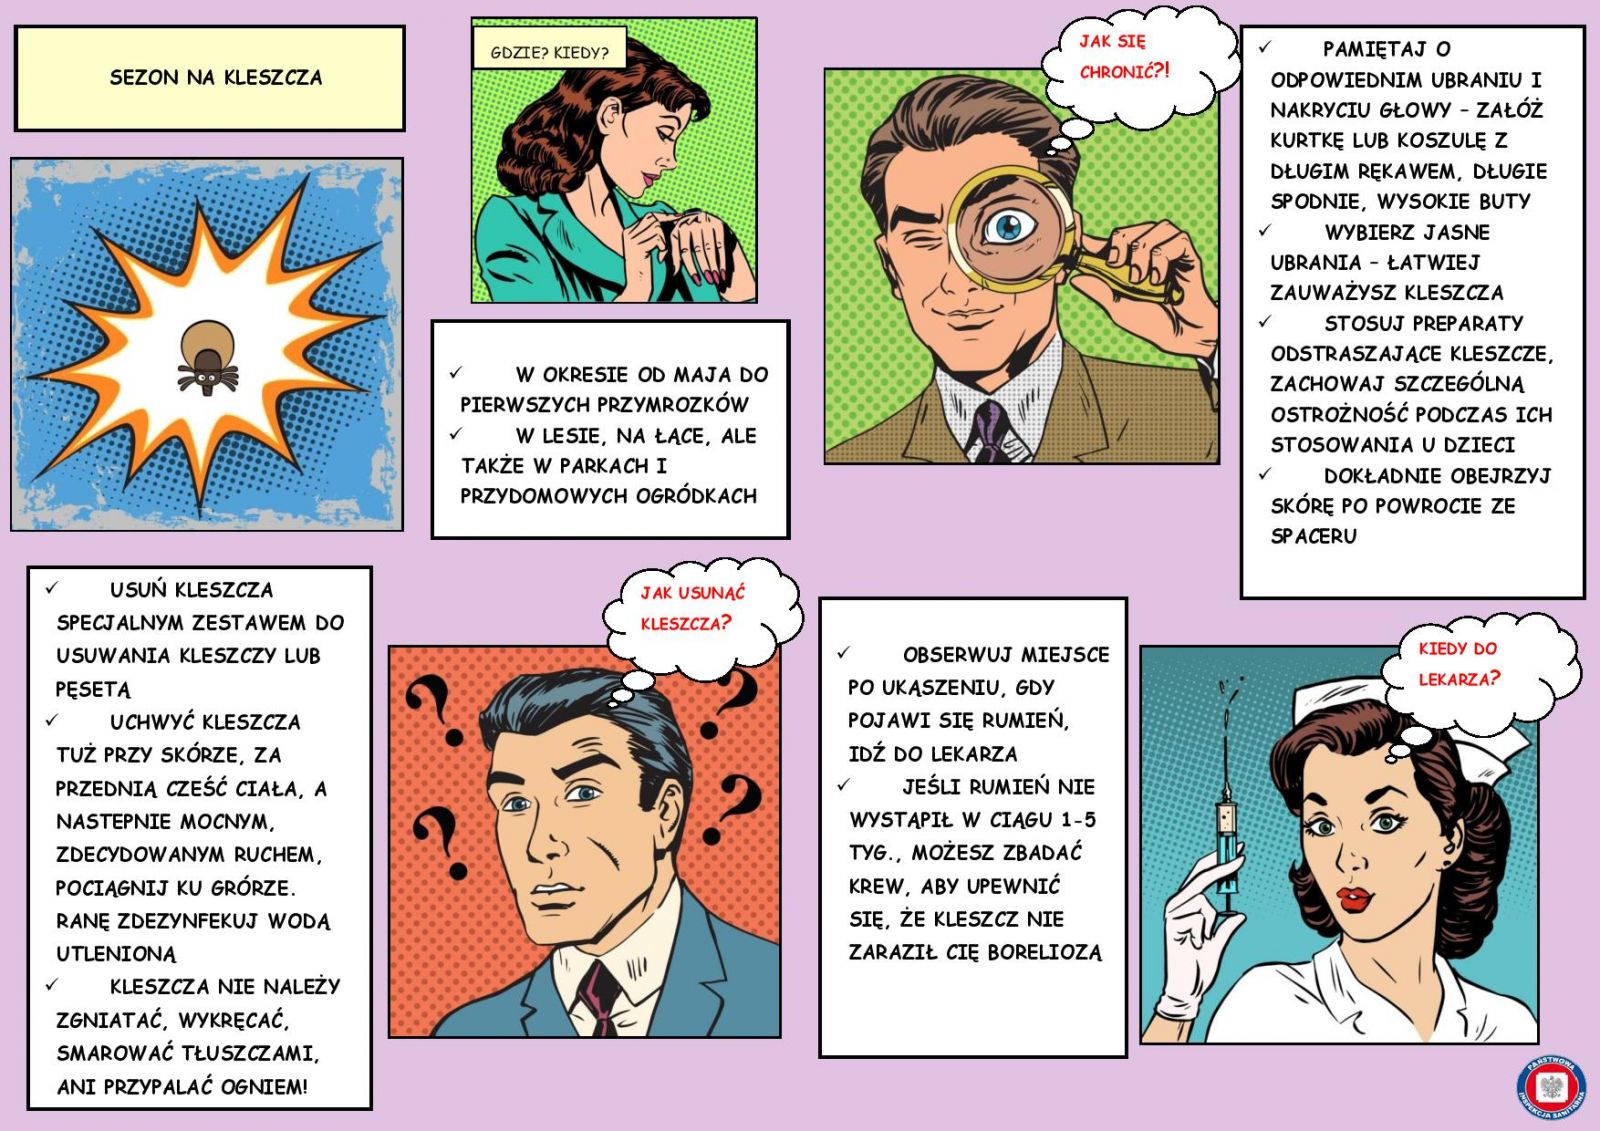 SEZON NA KLESZCZA
GDZIE? KIEDY?
✓ W OKRESIE OD MAJA DO
PIERWSZYCH PRZYMROZKÓW
✓ W LESIE, NA ŁĄCE, ALE
TAKŻE W PARKACH I
PRZYDOMOWYCH OGRÓDKACH
JAK SIĘ
CHRONIĆ?!
✓ PAMIĘTAJ O
ODPOWIEDNIM UBRANIU I
NAKRYCIU GŁOWY – ZAŁÓŻ
KURTKĘ LUB KOSZULĘ Z
DŁUGIM RĘKAWEM, DŁUGIE
SPODNIE, WYSOKIE BUTY
✓ WYBIERZ JASNE
UBRANIA – ŁATWIEJ
ZAUWAŻYSZ KLESZCZA
✓ STOSUJ PREPARATY
ODSTRASZAJĄCE KLESZCZE,
ZACHOWAJ SZCZEGÓLNĄ
OSTROŻNOŚĆ PODCZAS ICH
STOSOWANIA U DZIECI
✓ DOKŁADNIE OBEJRZYJ
SKÓRĘ PO POWROCIE ZE
SPACERU
✓ USUŃ KLESZCZA
SPECJALNYM ZESTAWEM DO
USUWANIA KLESZCZY LUB
PĘSETĄ
✓ UCHWYĆ KLESZCZA
TUŻ PRZY SKÓRZE, ZA
PRZEDNIĄ CZEŚĆ CIAŁA, A
NASTEPNIE MOCNYM,
ZDECYDOWANYM RUCHEM,
POCIĄGNIJ KU GRÓRZE.
RANĘ ZDEZYNFEKUJ WODĄ
UTLENIONĄ
✓ KLESZCZA NIE NALEŻY
ZGNIATAĆ, WYKRĘCAĆ,
SMAROWAĆ TŁUSZCZAMI,
ANI PRZYPALAĆ OGNIEM!
JAK USUNĄĆ
KLESZCZA?
? ? ? ?
✓ OBSERWUJ MIEJSCE
PO UKĄSZENIU, GDY
POJAWI SIĘ RUMIEŃ,
IDŹ DO LEKARZA
✓ JEŚLI RUMIEŃ NIE
WYSTĄPIŁ W CIĄGU 1-5
TYG., MOŻESZ ZBADAĆ
KREW, ABY UPEWNIĆ
SIĘ, ŻE KLESZCZ NIE
ZARAZIŁ CIĘ BORELIOZĄ
KIEDY DO
LEKARZA?
PAŃSTWOWA
INSPEKCJA SANITARNA